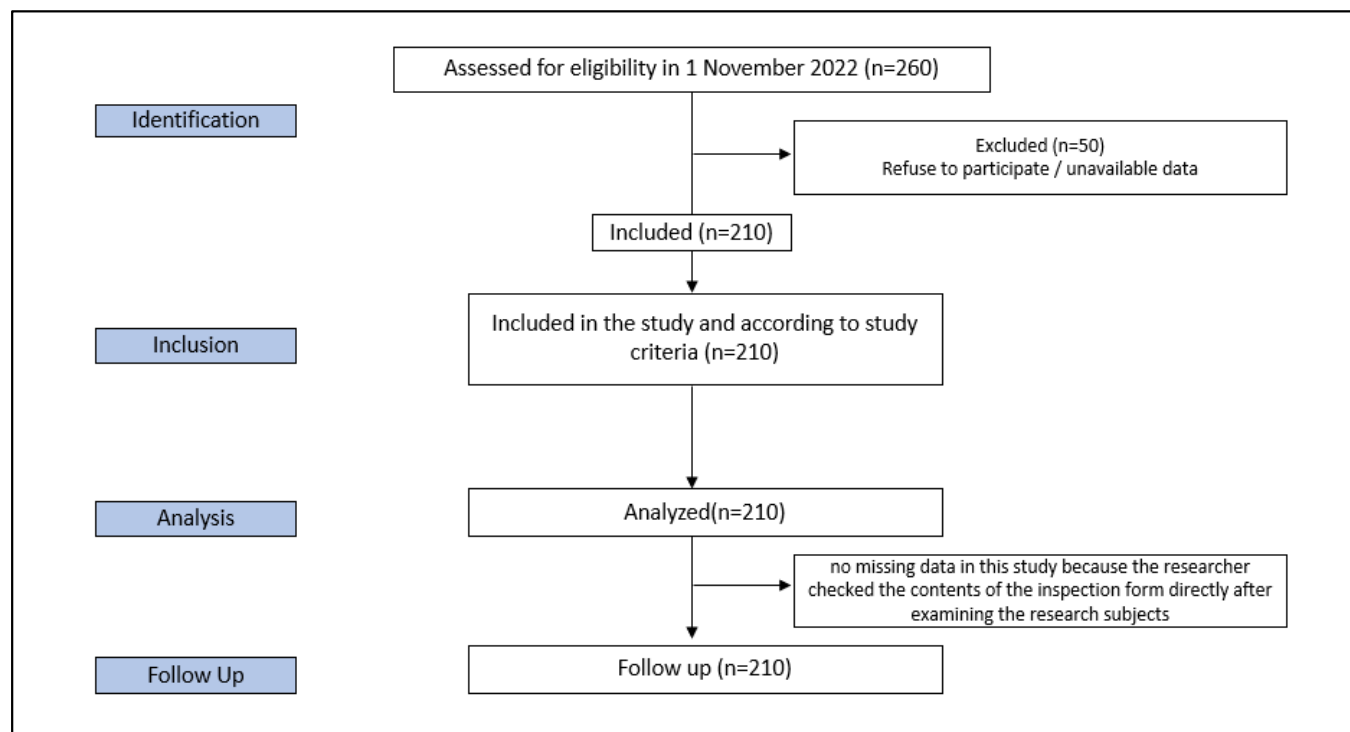 Assessed for eligibility in 1 November 2022 (n=260)
Identification
Excluded (n=50)
Refuse to participate / unavailable data
Included (n=210)
Included in the study and according to study
criteria (n=210)
Inclusion
Analyzed(n=210)
Analysis
no missing data in this study because the researcher
checked the contents of the inspection form directly after
examining the research subjects
Follow up (n=210)
Follow Up